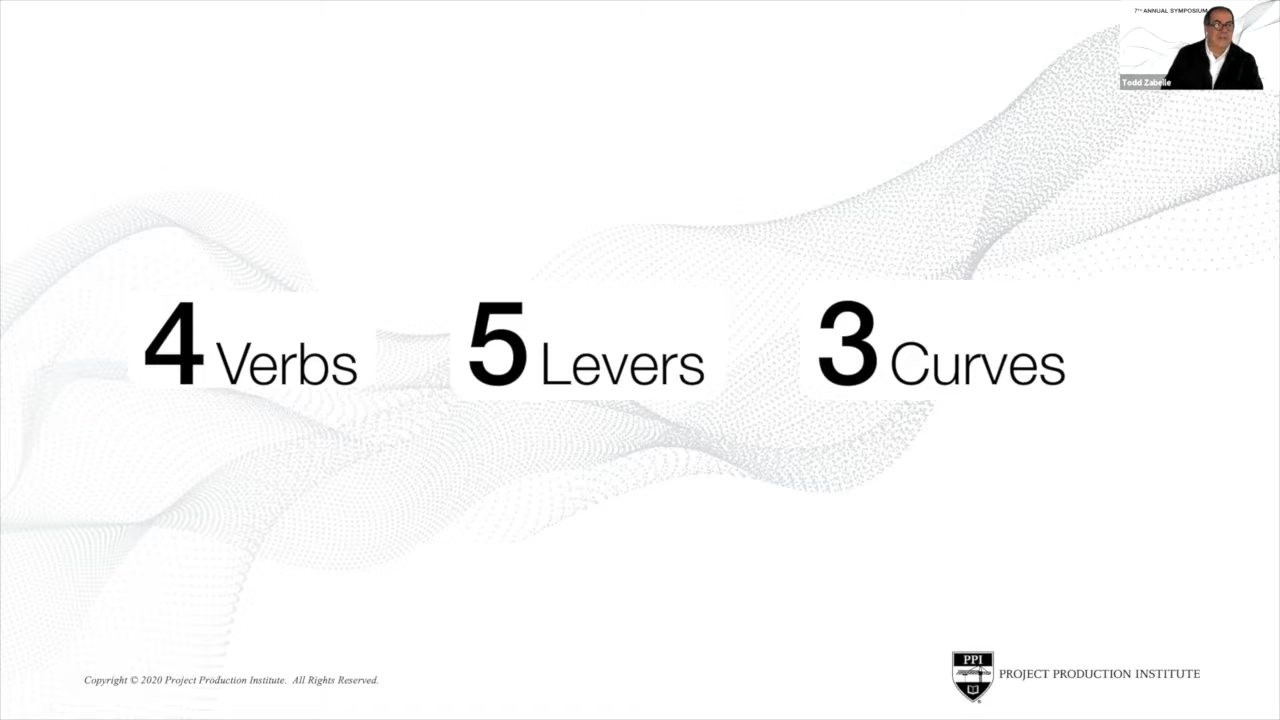 7TH ANNUAL SYMPOSIUM
Todd Zabelle
4 Verbs 5 Levers 3 Curves
Copyright © 2020 Project Production Institute. All Rights Reserved.
PPI
PROJECT PRODUCTION INSTITUTE